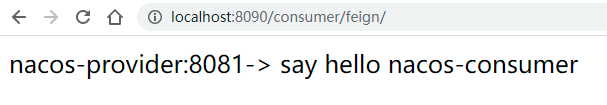 localhost:8090/consumer/feign/
nacos-provider:8081-> say hello nacos-consumer